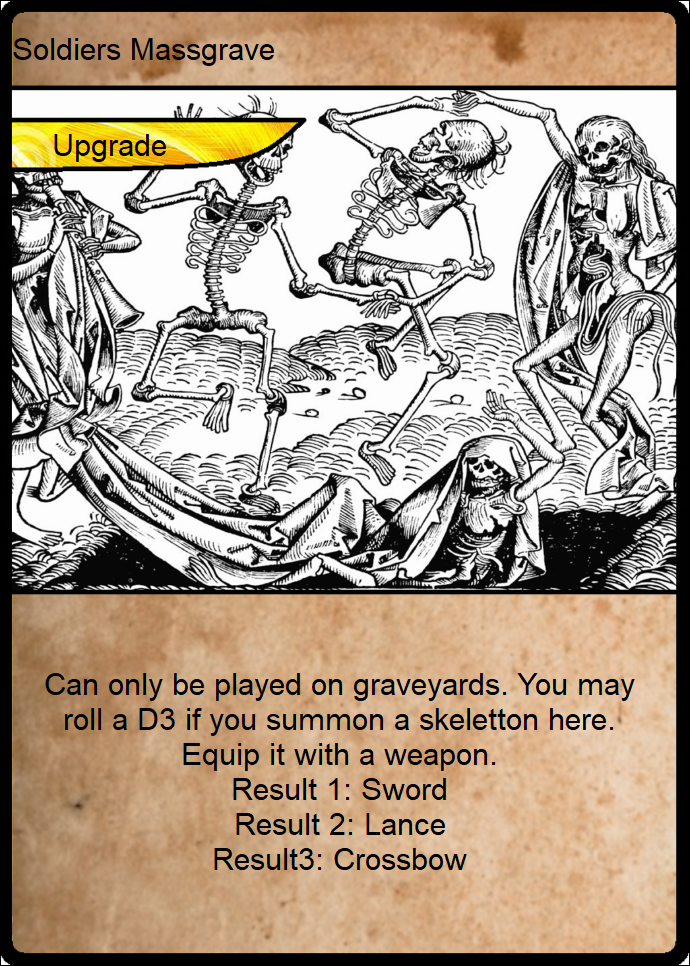 Soldiers Massgrave
Upgrade
Can only be played on graveyards. You may
roll a D3 if you summon a skeletton here.
Equip it with a weapon.
Result 1: Sword
Result 2: Lance
Result3: Crossbow